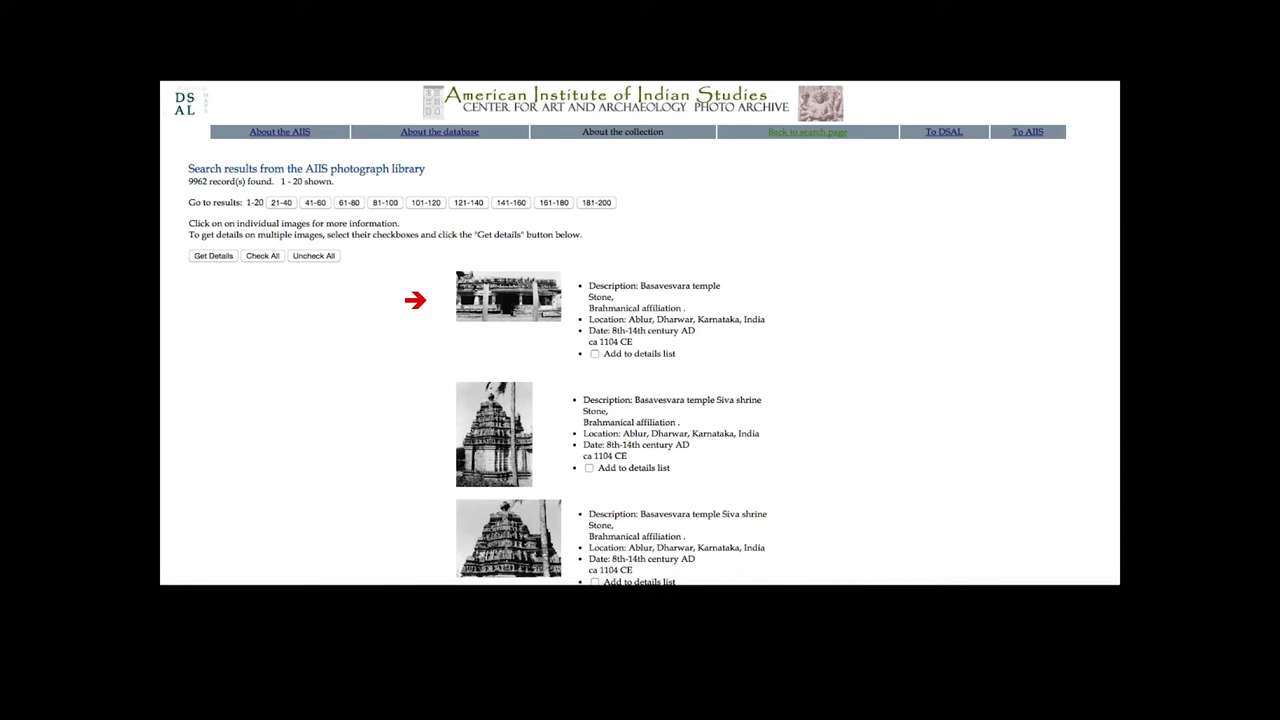 DS
AL
American Institute of Indian Studies
CENTER FOR ART AND ARCHAEOLOGY PHOTO ARCHIVE
About the AIIS
About the database
About the collection
Back to search page
To DSAL
To AIIS
Search results from the AIIS photograph library
9962 record(s) found. 1 - 20 shown.
Go to results: 1-20 21-40 41-60 61-80 81-100 101-120 121-140 141-160 161-180 181-200
Click on on individual images for more information.
To get details on multiple images, select their checkboxes and click the "Get details" button below.
Get Details Check All Uncheck All
• Description: Basavesvara temple
Stone,
Brahmanical affiliation .
• Location: Ablur, Dharwar, Karnataka, India
• Date: 8th-14th century AD
ca 1104 CE
• Add to details list
• Description: Basavesvara temple Siva shrine
Stone,
Brahmanical affiliation .
• Location: Ablur, Dharwar, Karnataka, India
• Date: 8th-14th century AD
ca 1104 CE
• Add to details list
• Description: Basavesvara temple Siva shrine
Stone,
Brahmanical affiliation .
• Location: Ablur, Dharwar, Karnataka, India
• Date: 8th-14th century AD
ca 1104 CE
• Add to details list